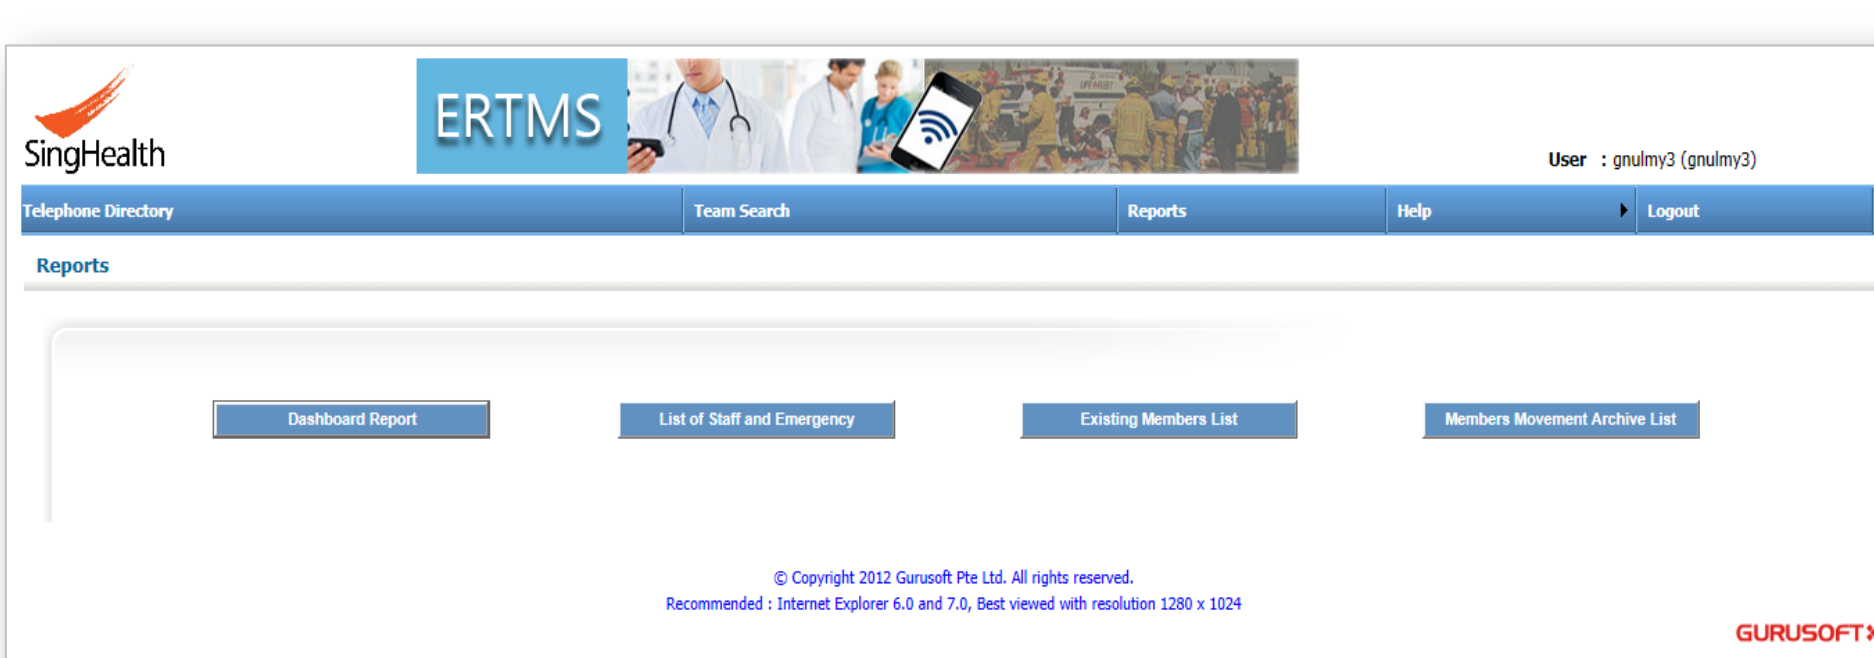 SingHealth
ERTMS
User : gnulmy3 (gnulmy3)
Telephone Directory
Team Search
Reports
Help
Logout
Reports
Dashboard Report
List of Staff and Emergency
Existing Members List
Members Movement Archive List
© Copyright 2012 Gurusoft Pte Ltd. All rights reserved.
Recommended : Internet Explorer 6.0 and 7.0, Best viewed with resolution 1280 x 1024
GURUSOFT